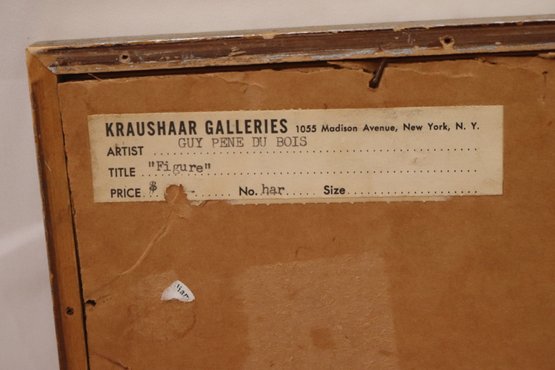 KRAUSHAAR GALLERIES 1055 Madison Avenue, New York, N. Y.
ARTIST GUY PENE DU BOIS
TITLE "Figure"
PRICE $ No. har Size